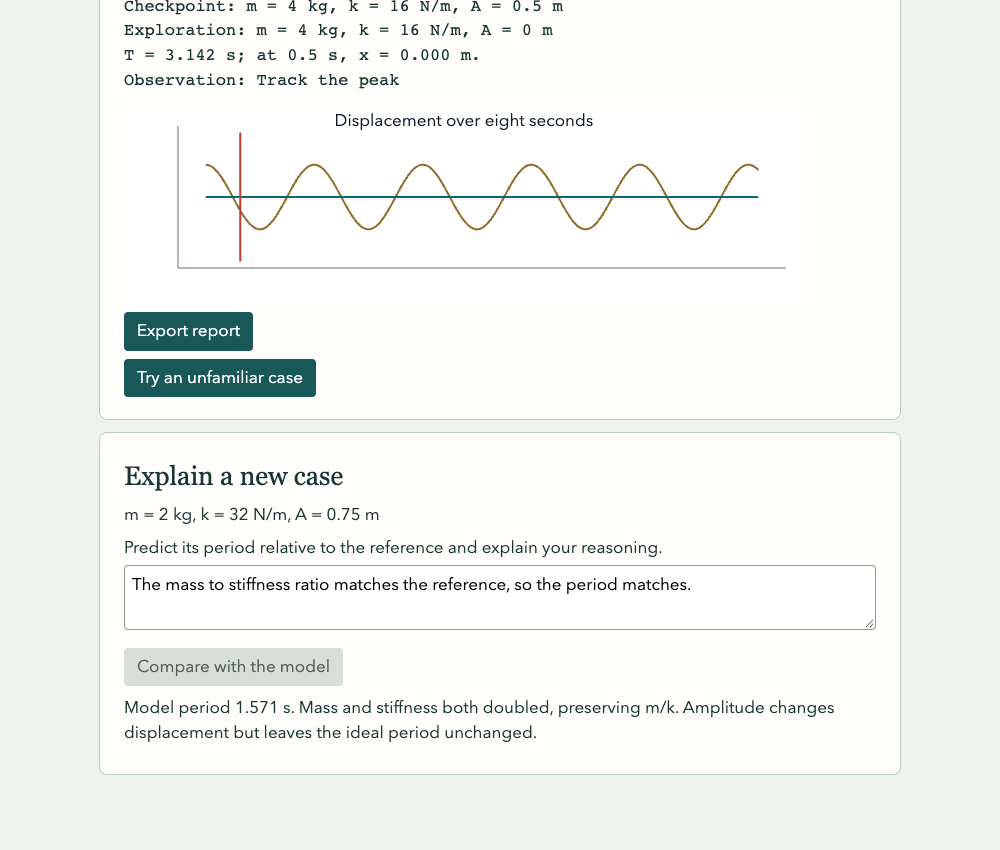 Checkpoint: m = 4 kg, k = 16 N/m, A = 0.5 m
Exploration: m = 4 kg, k = 16 N/m, A = 0 m
T = 3.142 s; at 0.5 s, x = 0.000 m.
Observation: Track the peak
Displacement over eight seconds
Export report
Try an unfamiliar case
Explain a new case
m = 2 kg, k = 32 N/m, A = 0.75 m
Predict its period relative to the reference and explain your reasoning.
The mass to stiffness ratio matches the reference, so the period matches.
Compare with the model
Model period 1.571 s. Mass and stiffness both doubled, preserving m/k. Amplitude changes
displacement but leaves the ideal period unchanged.